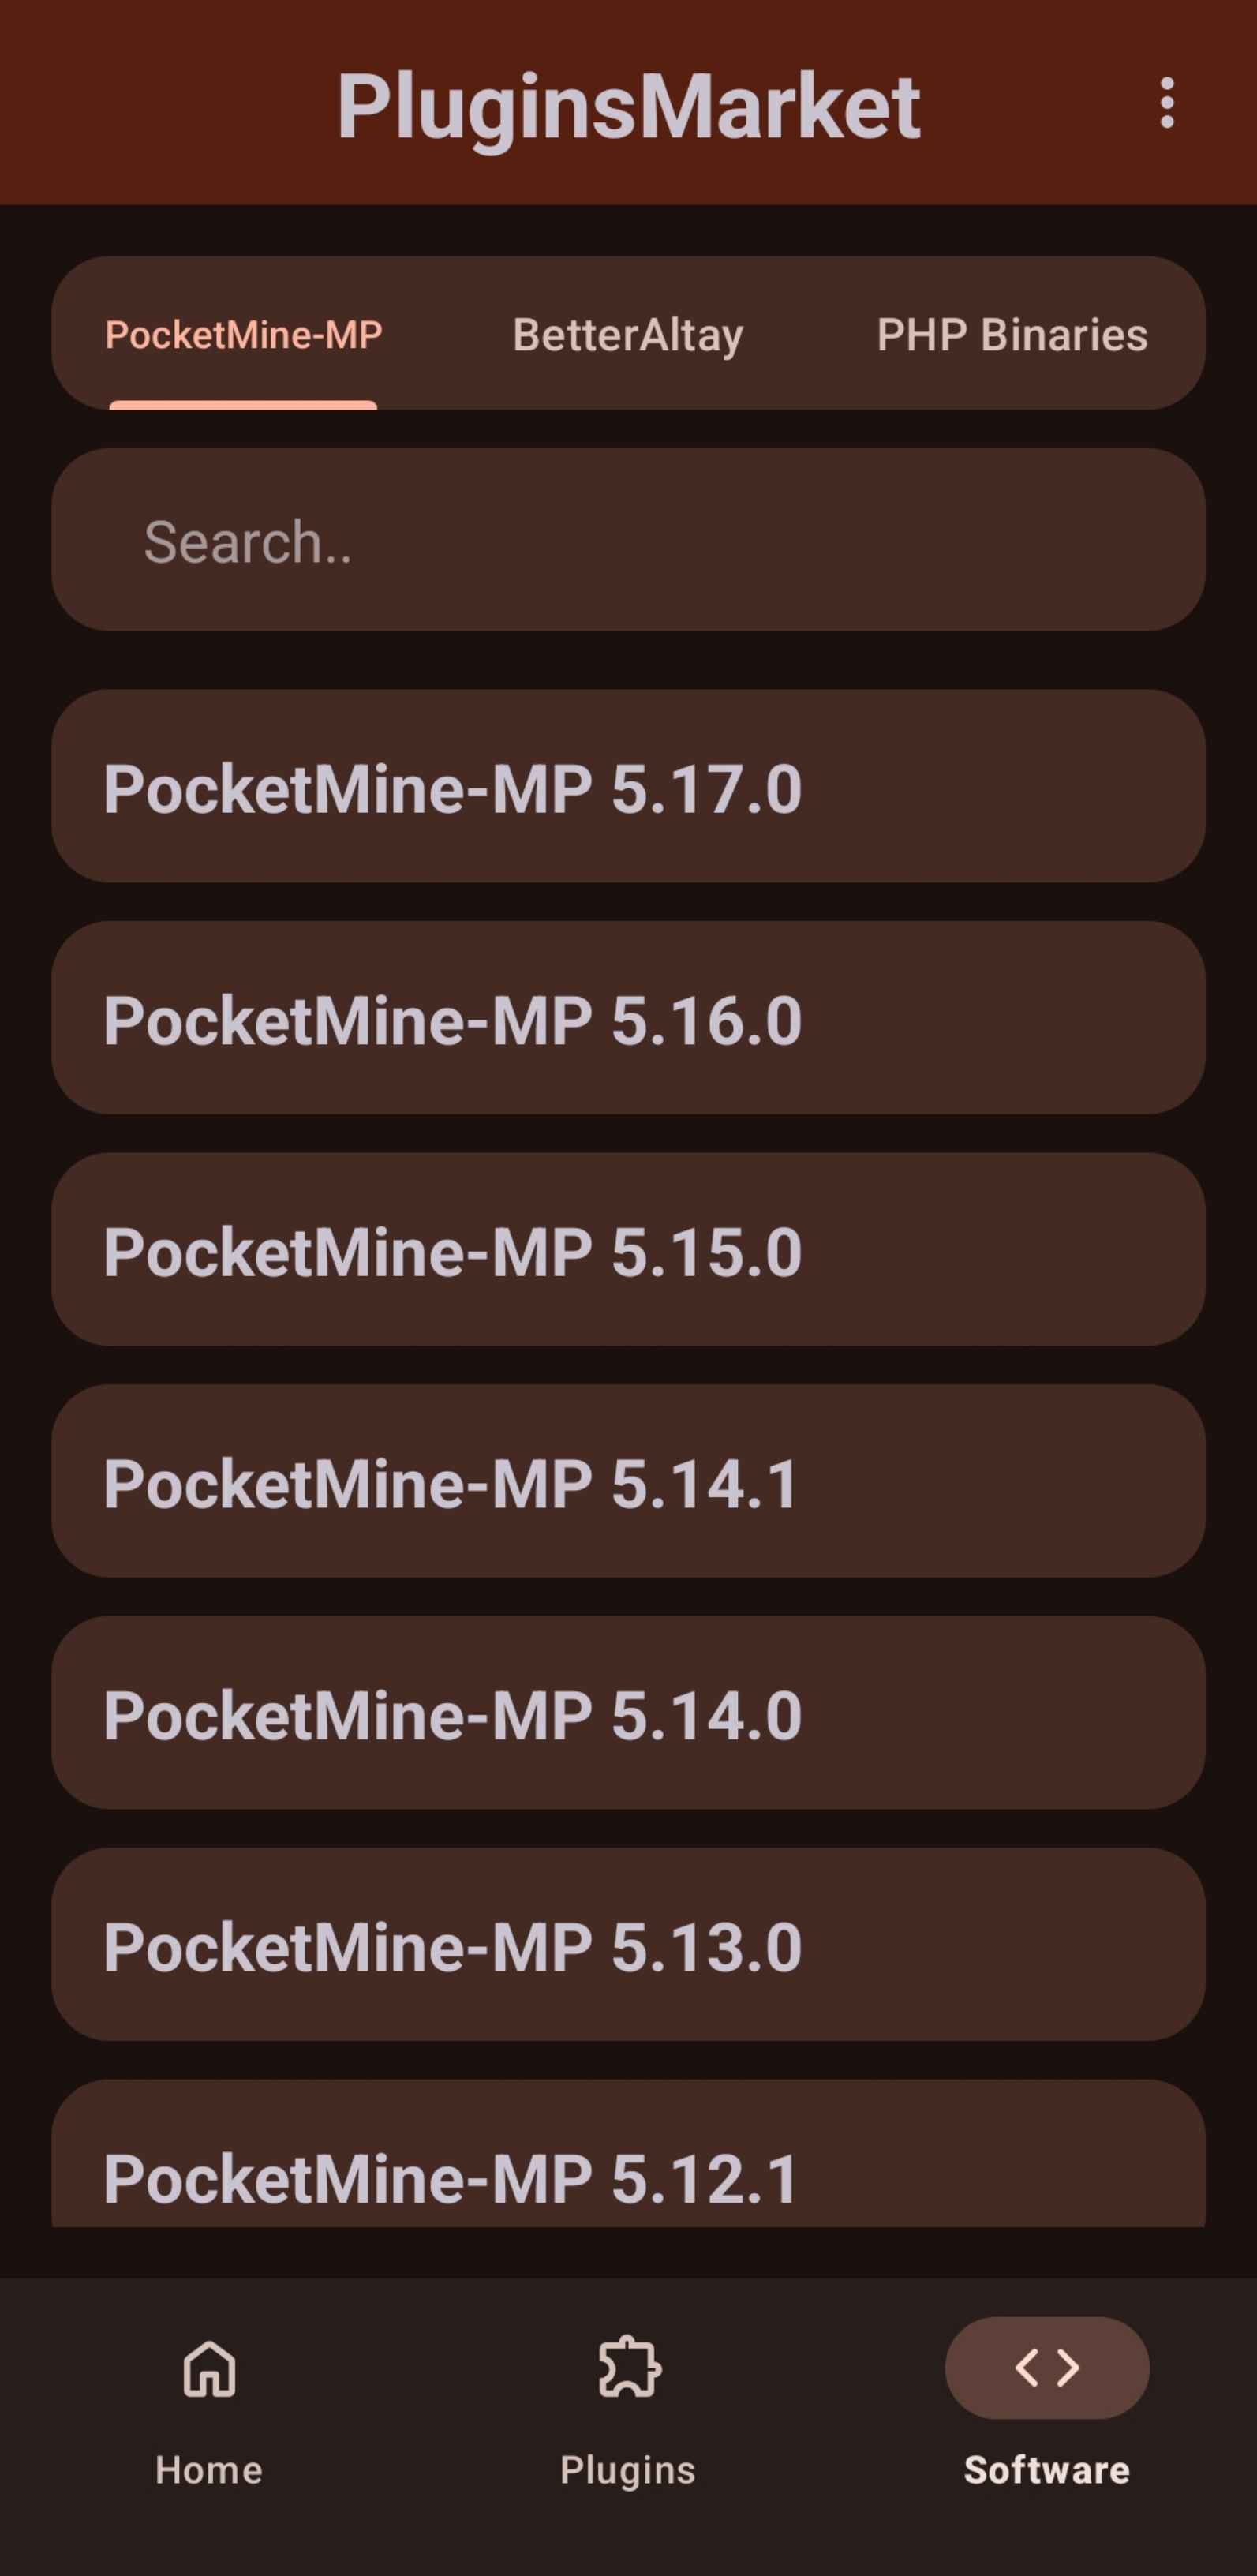 PluginsMarket
PocketMine-MP BetterAltay PHP Binaries
Search..
PocketMine-MP 5.17.0
PocketMine-MP 5.16.0
PocketMine-MP 5.15.0
PocketMine-MP 5.14.1
PocketMine-MP 5.14.0
PocketMine-MP 5.13.0
PocketMine-MP 5.12.1
Home Plugins Software